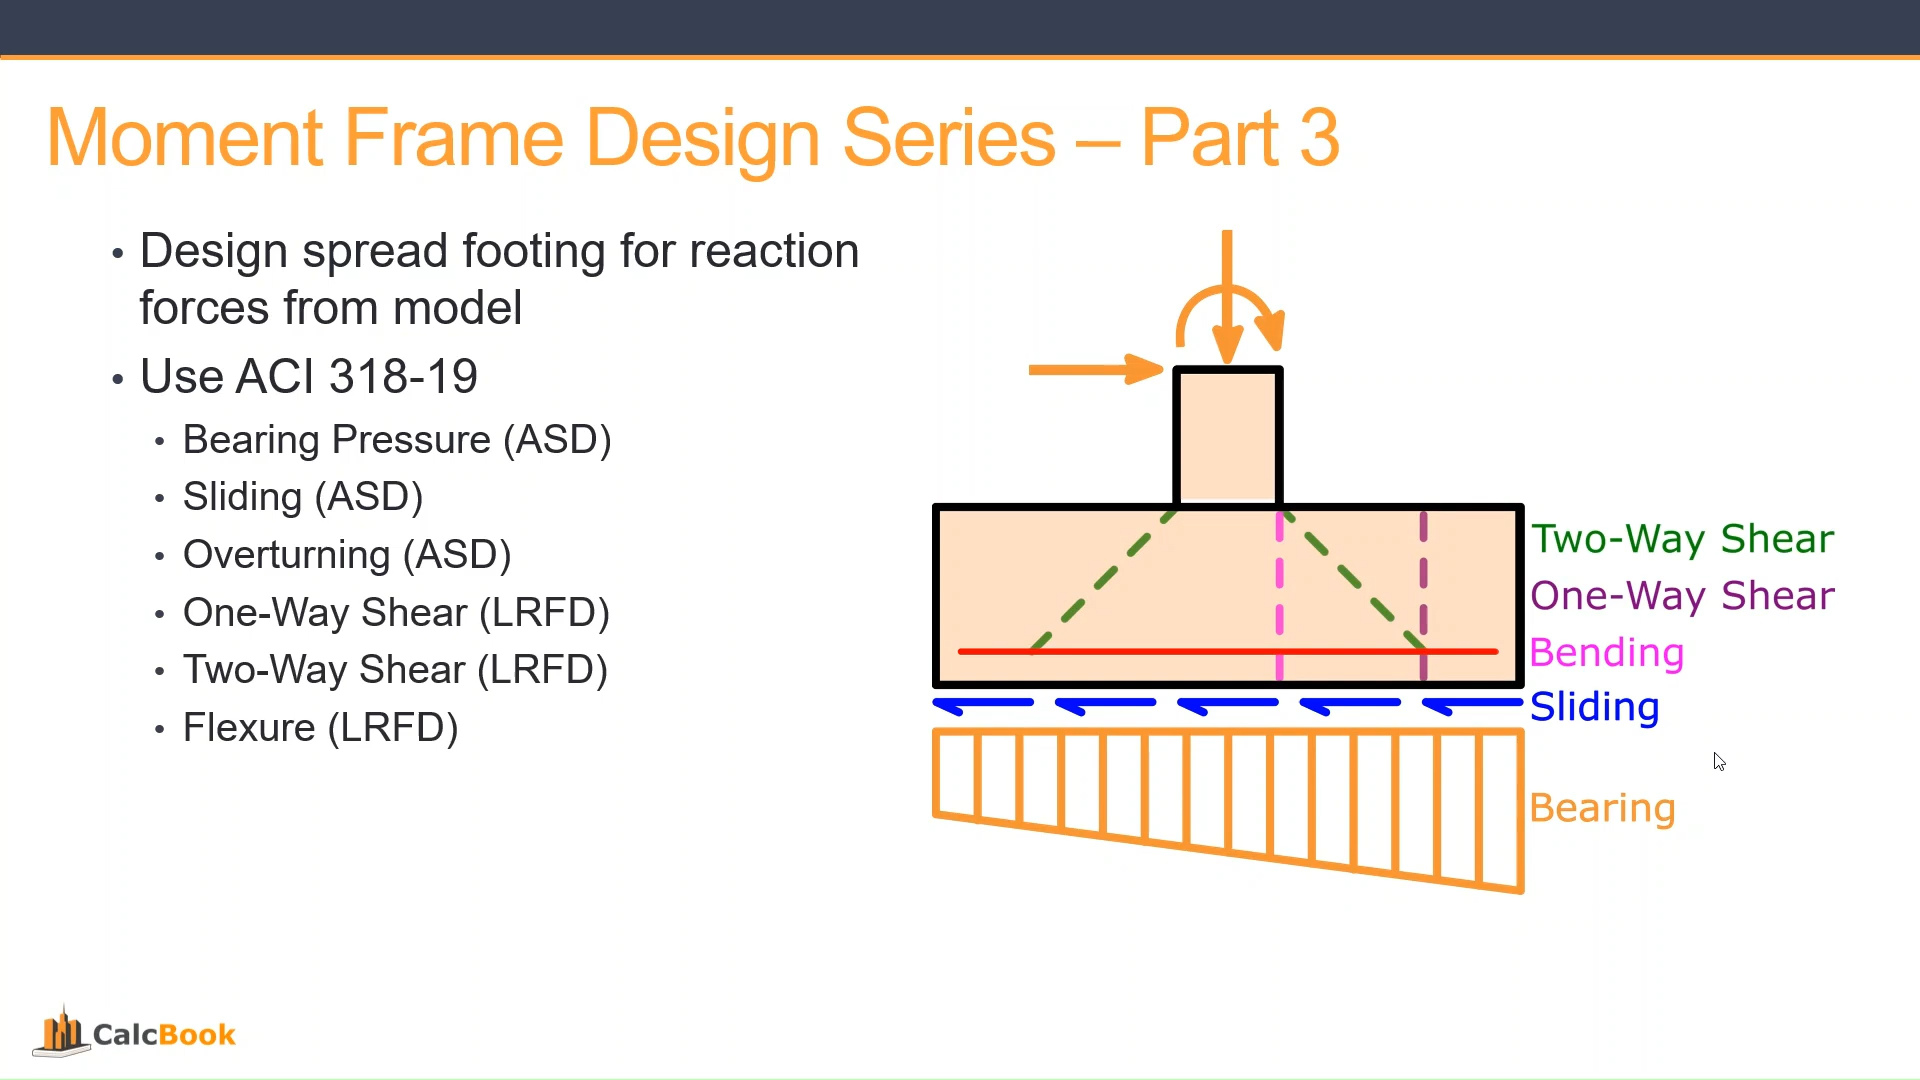 Moment Frame Design Series – Part 3
• Design spread footing for reaction
forces from model
• Use ACI 318-19
• Bearing Pressure (ASD)
• Sliding (ASD)
• Overturning (ASD)
• One-Way Shear (LRFD)
• Two-Way Shear (LRFD)
• Flexure (LRFD)
Two-Way Shear
One-Way Shear
Bending
Sliding
Bearing
CalcBook